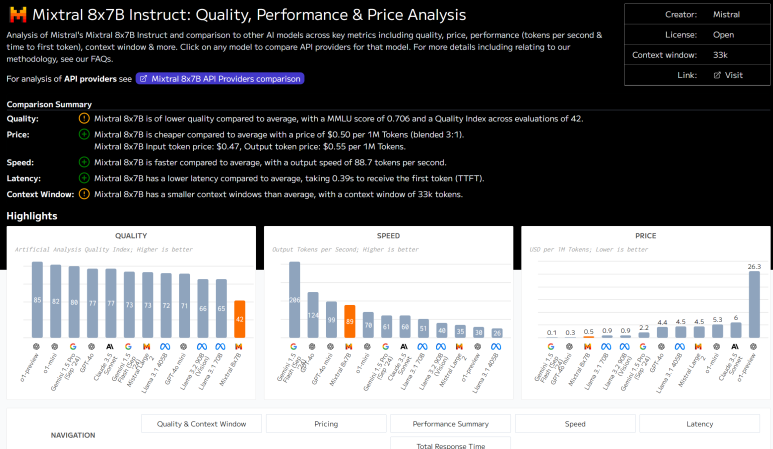 Mixtral 8x7B Instruct: Quality, Performance & Price Analysis
Analysis of Mistral's Mixtral 8x7B Instruct and comparison to other AI models across key metrics including quality, price, performance (tokens per second &
time to first token), context window & more. Click on any model to compare API providers for that model. For more details including relating to our
methodology, see our FAQs.
For analysis of API providers see Mixtral 8x7B API Providers comparison
Creator: Mistral
License: Open
Context window: 33k
Link: Visit
Comparison Summary
Quality: Mixtral 8x7B is of lower quality compared to average, with a MMLU score of 0.706 and a Quality Index across evaluations of 42.
Price: Mixtral 8x7B is cheaper compared to average with a price of $0.50 per 1M Tokens (blended 3:1).
Mixtral 8x7B Input token price: $0.47, Output token price: $0.55 per 1M Tokens.
Speed: Mixtral 8x7B is faster compared to average, with a output speed of 88.7 tokens per second.
Latency: Mixtral 8x7B has a lower latency compared to average, taking 0.39s to receive the first token (TTFT).
Context Window: Mixtral 8x7B has a smaller context windows than average, with a context window of 33k tokens.
Highlights
QUALITY
Artificial Analysis Quality Index; Higher is better
85 82 80 77 77 73 73 72 71 66 65 42
o1-preview
o1-mini
Gemini 1.5 Pro (Sep '24)
GPT-4o
Claude 3.5 Sonnet
Gemini 1.5 Flash (Sep '24)
Mistral Large 2
Llama 3.1 405B
GPT-4o mini
Llama 3.2 90B (Vision)
Llama 3.1 70B
Mixtral 8x7B
SPEED
Output Tokens per Second; Higher is better
206 124 99 89 70 61 60 51 40 35 30 26
Gemini 1.5 Flash (Sep '24)
GPT-4o
GPT-4o mini
Mixtral 8x7B
o1-mini
Gemini 1.5 Pro (Sep '24)
Claude 3.5 Sonnet
Llama 3.1 70B
Llama 3.2 90B (Vision)
Mistral Large 2
o1-preview
Llama 3.1 405B
PRICE
USD per 1M Tokens; Lower is better
0.1 0.3 0.5 0.9 0.9 2.2 4.4 4.5 4.5 5.3 6 26.3
Gemini 1.5 Flash (Sep '24)
GPT-4o mini
Mixtral 8x7B
Llama 3.1 70B
Llama 3.2 90B (Vision)
Gemini 1.5 Pro (Sep '24)
GPT-4o
Llama 3.1 405B
Mistral Large 2
o1-mini
Claude 3.5 Sonnet
o1-preview
NAVIGATION
Quality & Context Window
Pricing
Performance Summary
Speed
Latency
Total Response Time